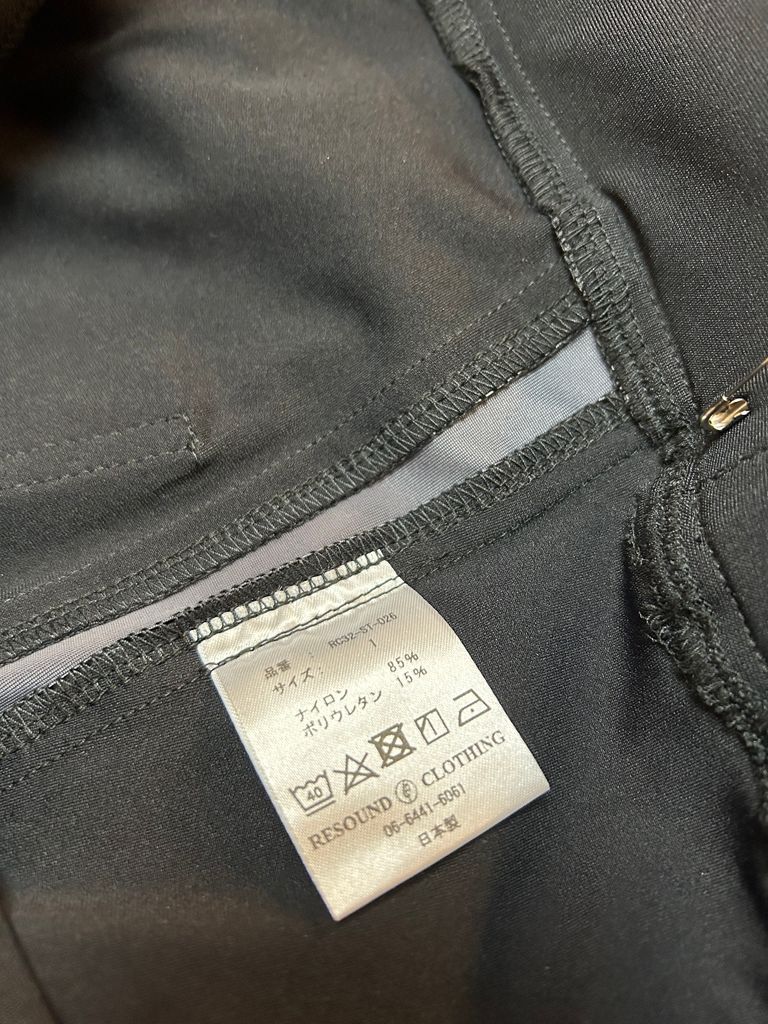 品番 RC32-ST-026
サイズ: 1
ナイロン 85%
ポリウレタン 15%
40
RESOUND CLOTHING
06-6441-6061
日本製